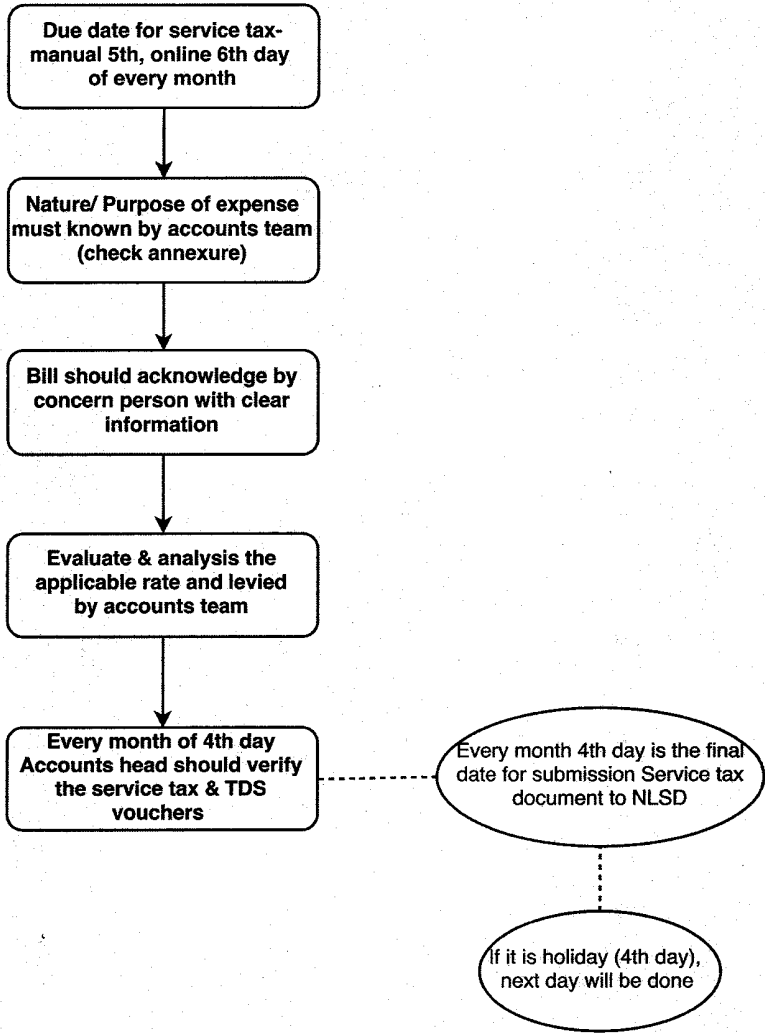 Due date for service tax-
manual 5th, online 6th day
of every month
Nature/ Purpose of expense
must known by accounts team
(check annexure)
Bill should acknowledge by
concern person with clear
information
Evaluate & analysis the
applicable rate and levied
by accounts team
Every month of 4th day
Accounts head should verify
the service tax & TDS
vouchers
Every month 4th day is the final
date for submission Service tax
document to NLSD
If it is holiday (4th day),
next day will be done